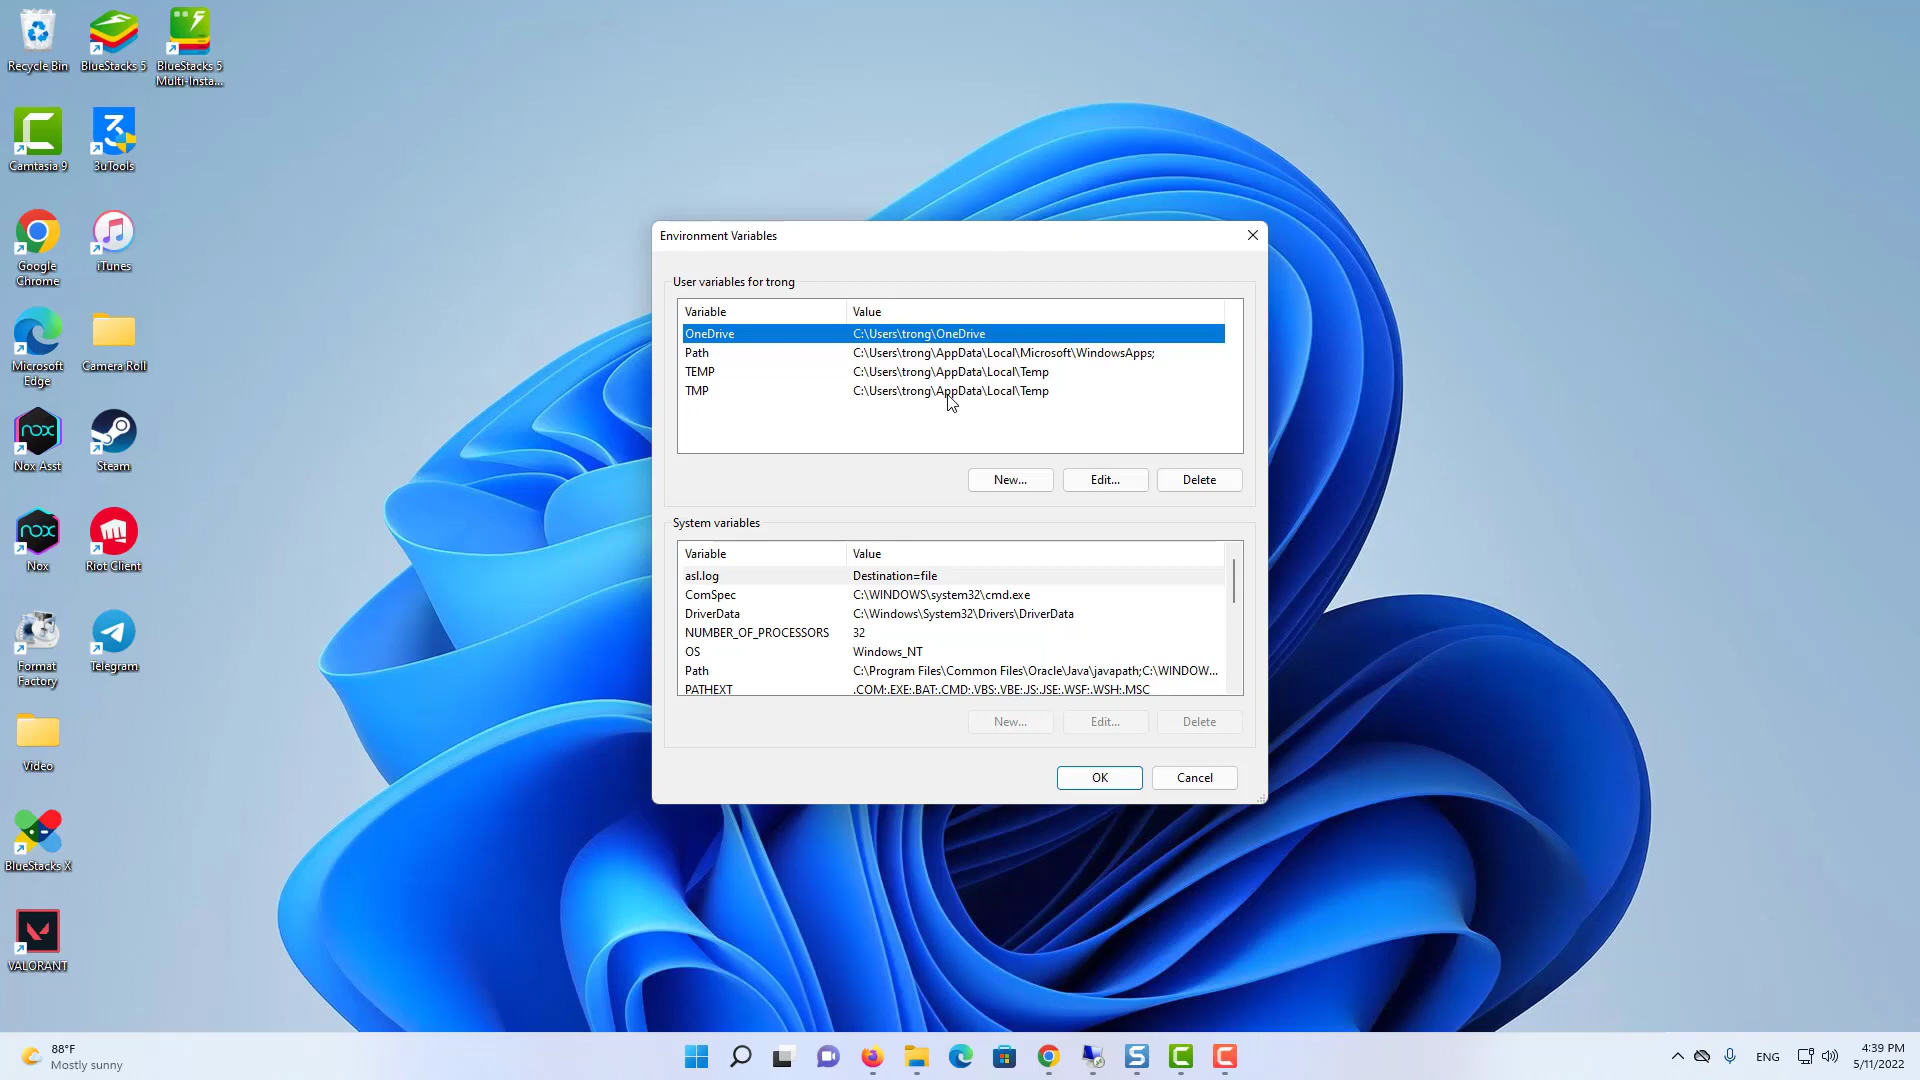 Recycle Bin
BlueStacks 5
BlueStacks 5
Multi-Insta...
Camtasia 9
3uTools
Google
Chrome
iTunes
Microsoft
Edge
Camera Roll
Nox Asst
Steam
Nox
Riot Client
Format
Factory
Telegram
Video
BlueStacks X
VALORANT
Environment Variables
User variables for trong
Variable Value
OneDrive C:\Users\trong\OneDrive
Path C:\Users\trong\AppData\Local\Microsoft\WindowsApps;
TEMP C:\Users\trong\AppData\Local\Temp
TMP C:\Users\trong\AppData\Local\Temp
New... Edit... Delete
System variables
Variable Value
asl.log Destination=file
ComSpec C:\WINDOWS\system32\cmd.exe
DriverData C:\Windows\System32\Drivers\DriverData
NUMBER_OF_PROCESSORS 32
OS Windows_NT
Path C:\Program Files\Common Files\Oracle\Java\javapath;C:\WINDOW...
PATHEXT .COM;.EXE;.BAT;.CMD;.VBS;.VBE;.JS;.JSE;.WSF;.WSH;.MSC
New... Edit... Delete
OK Cancel
88°F
Mostly sunny
ENG
4:39 PM
5/11/2022